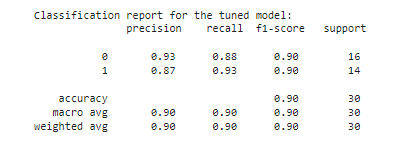 Classification report for the tuned model:
precision recall f1-score support
0 0.93 0.88 0.90 16
1 0.87 0.93 0.90 14
accuracy 0.90 30
macro avg 0.90 0.90 0.90 30
weighted avg 0.90 0.90 0.90 30